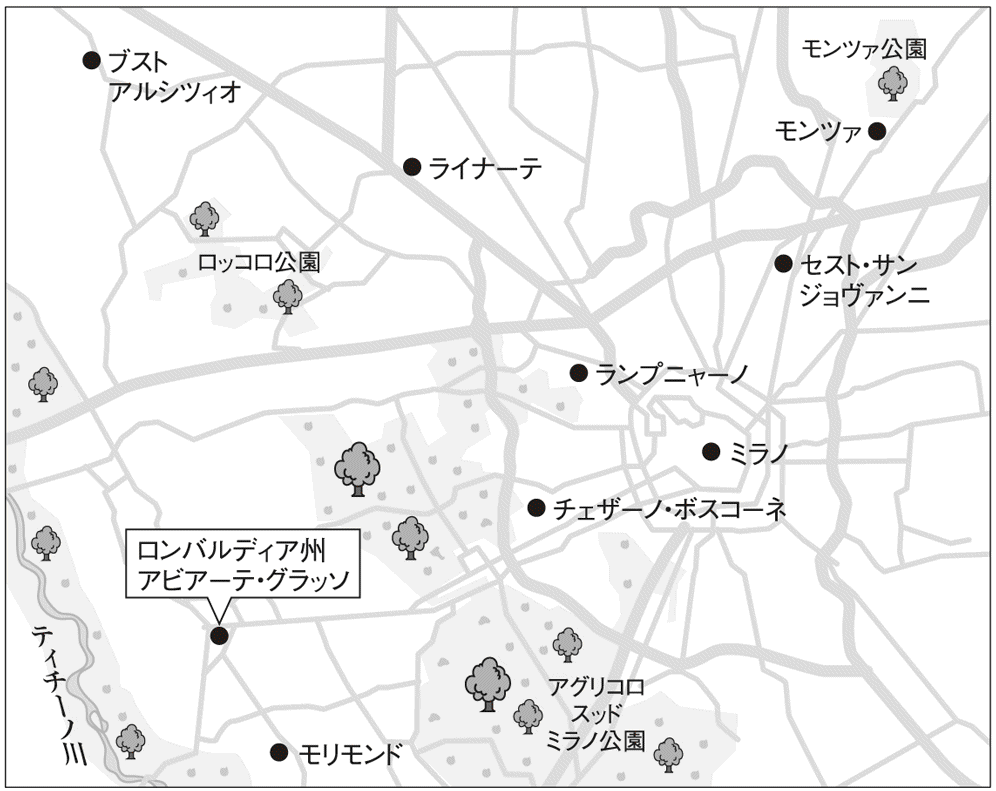 ブスト
アルシツィオ
モンツァ公園
モンツァ
ライナーテ
ロッコロ公園
セスト・サン
ジョヴァンニ
ランプニャーノ
ミラノ
チェザーノ・ボスコーネ
ロンバルディア州
アビアーテ・グラッソ
ティチーノ川
アグリコロ
スッド
ミラノ公園
モリモンド